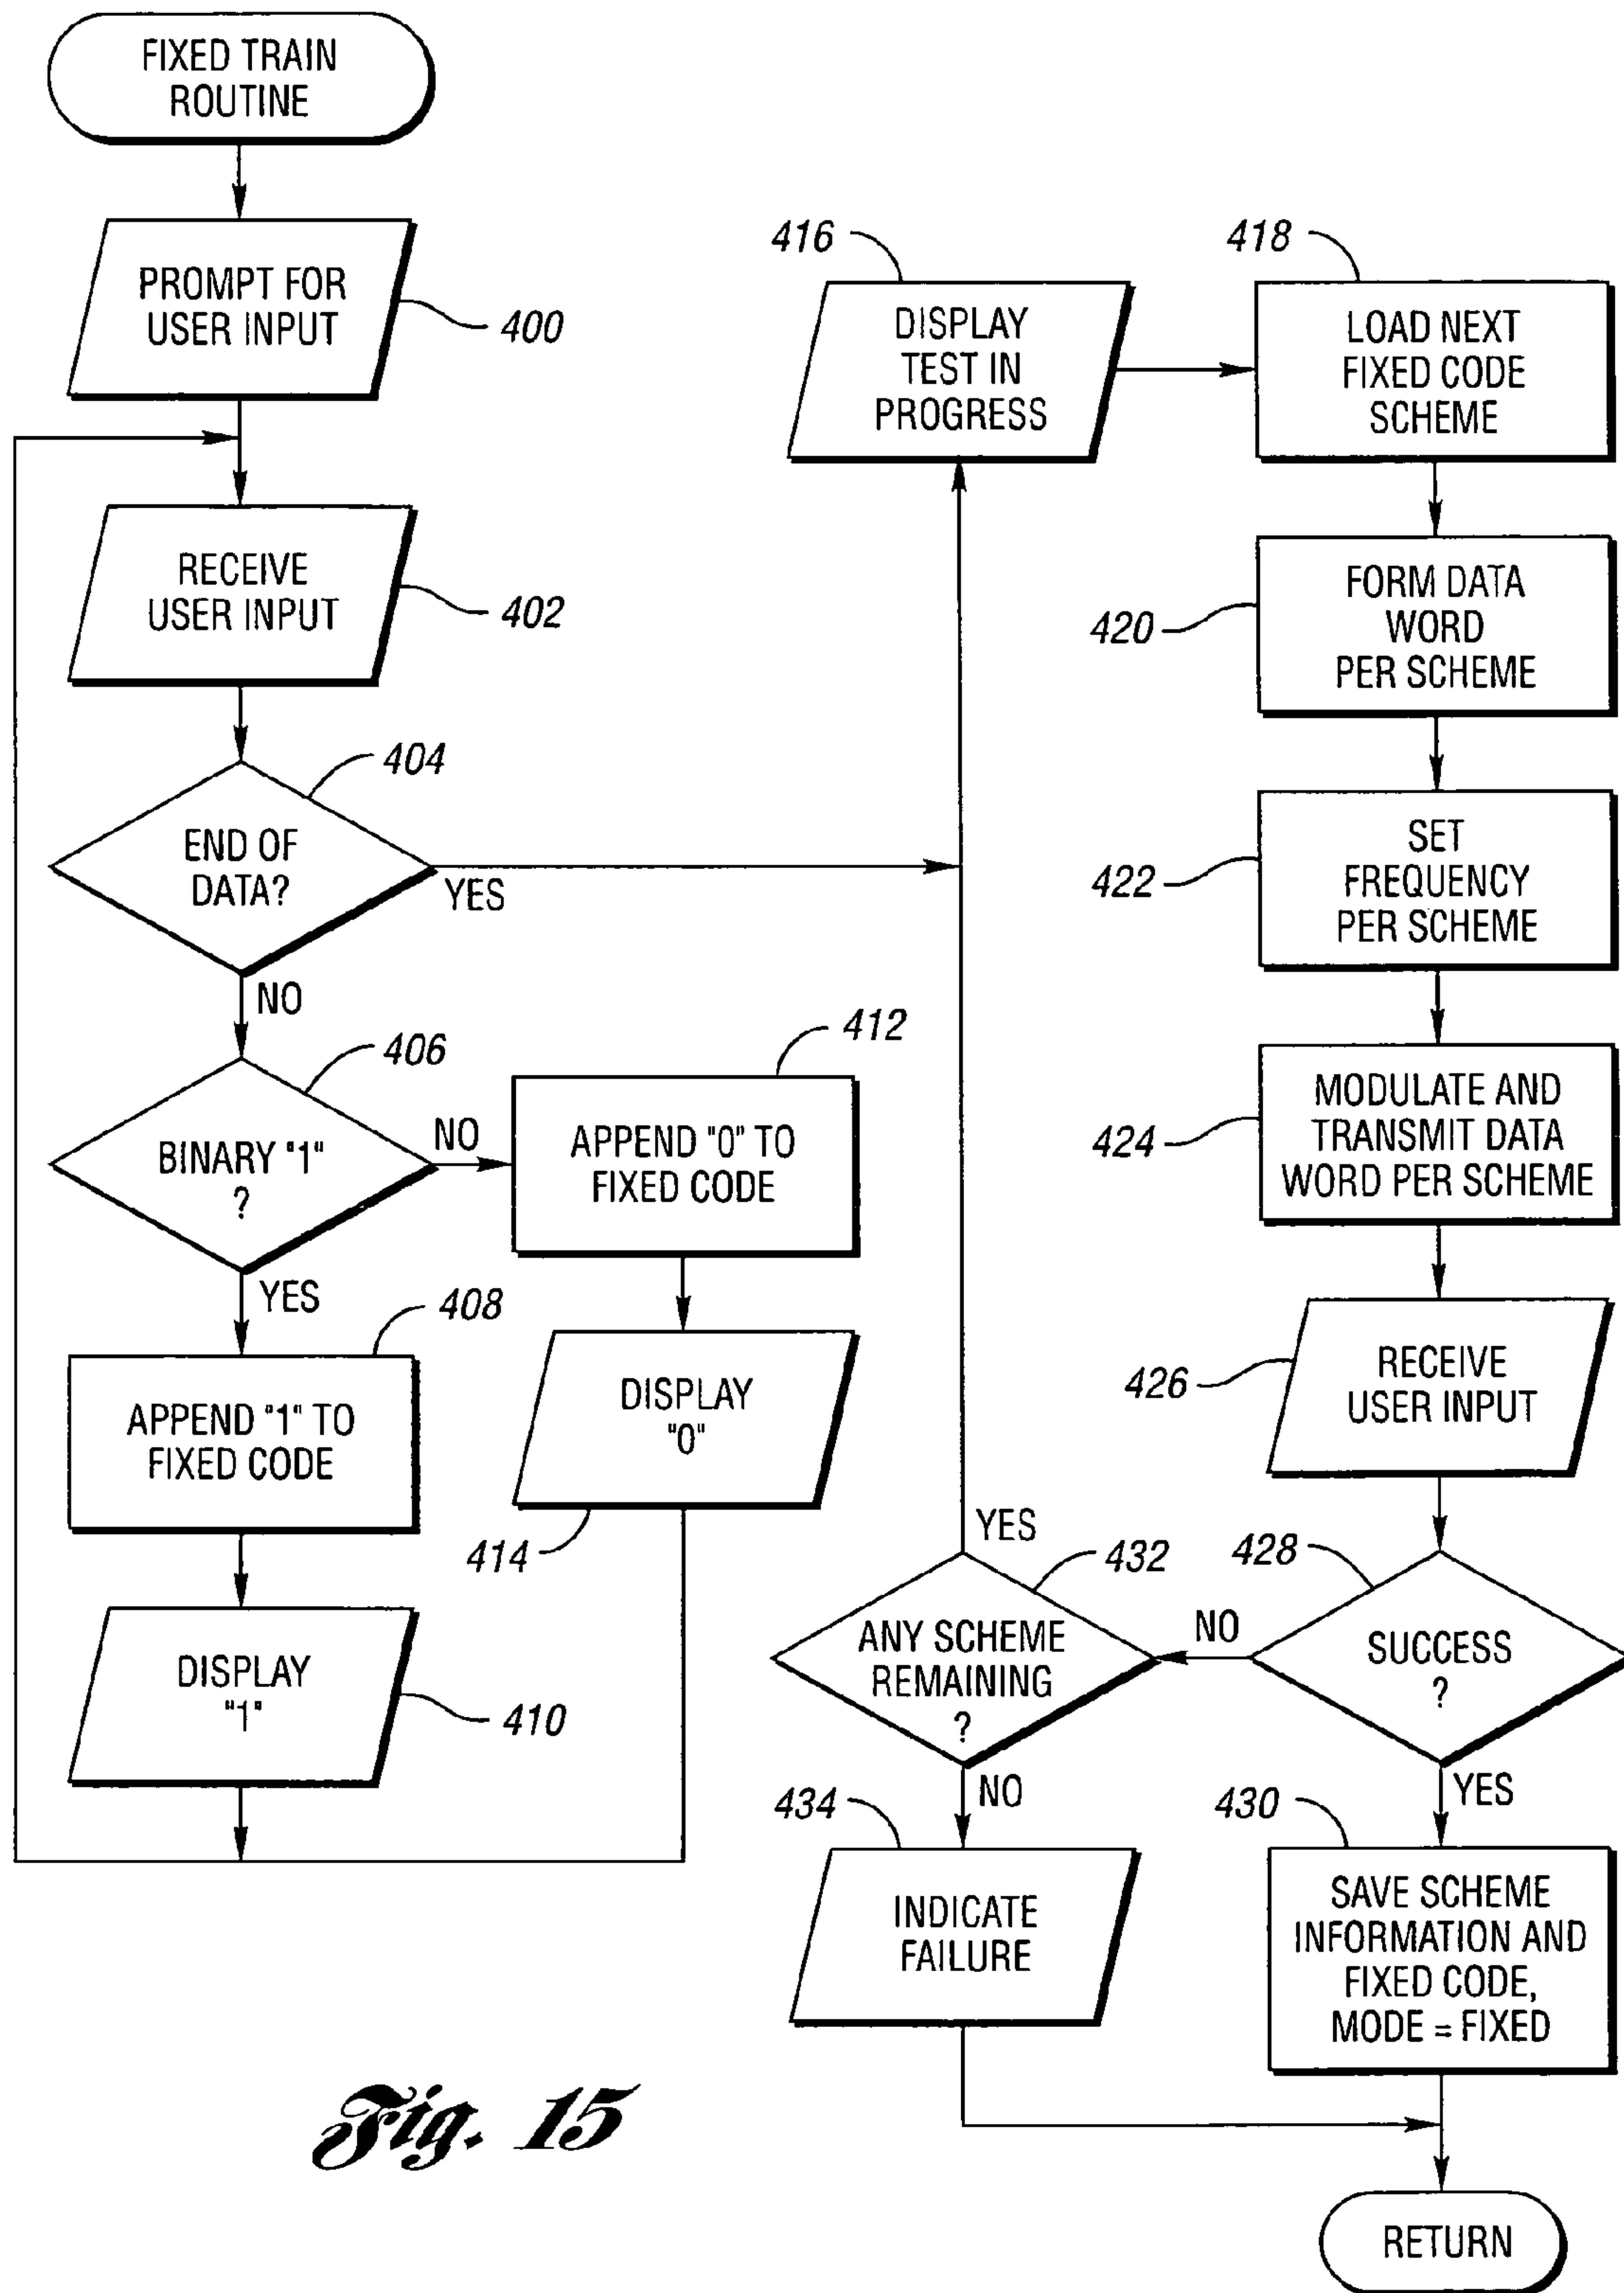 FIXED TRAIN
ROUTINE
PROMPT FOR
USER INPUT
400
RECEIVE
USER INPUT
402
404
END OF
DATA?
YES
NO
406
BINARY "1"
?
NO
YES
412
APPEND "0" TO
FIXED CODE
408
APPEND "1" TO
FIXED CODE
DISPLAY
"0"
414
DISPLAY
"1"
410
416
DISPLAY
TEST IN
PROGRESS
418
LOAD NEXT
FIXED CODE
SCHEME
420
FORM DATA
WORD
PER SCHEME
422
SET
FREQUENCY
PER SCHEME
424
MODULATE AND
TRANSMIT DATA
WORD PER SCHEME
426
RECEIVE
USER INPUT
428
SUCCESS
?
NO
YES
432
ANY SCHEME
REMAINING
?
YES
NO
434
INDICATE
FAILURE
430
SAVE SCHEME
INFORMATION AND
FIXED CODE,
MODE = FIXED
RETURN
Fig. 15